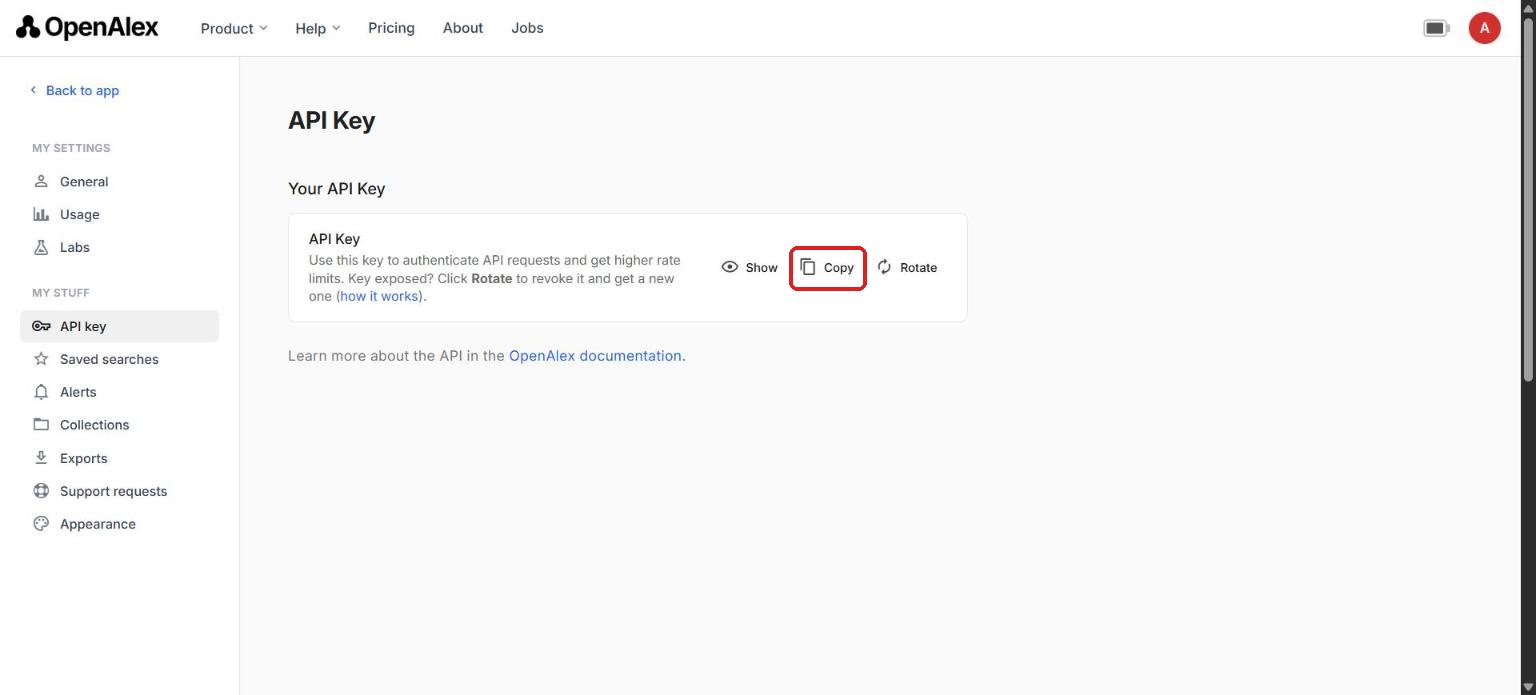 OpenAlex
Product
Help
Pricing
About
Jobs
A
Back to app
MY SETTINGS
General
Usage
Labs
MY STUFF
API key
Saved searches
Alerts
Collections
Exports
Support requests
Appearance
API Key
Your API Key
API Key
Use this key to authenticate API requests and get higher rate
limits. Key exposed? Click Rotate to revoke it and get a new
one (how it works).
Show
Copy
Rotate
Learn more about the API in the OpenAlex documentation.